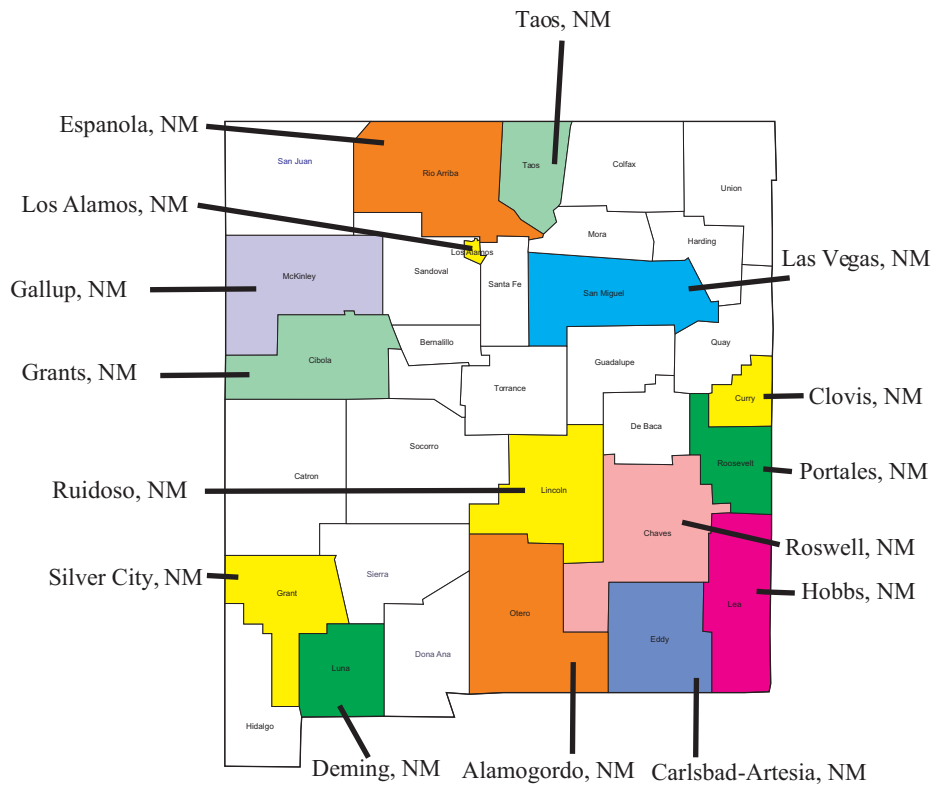 Taos, NM
Espanola, NM
San Juan
Rio Arriba
Taos
Colfax
Union
Los Alamos, NM
Los Alamos
Mora
Harding
Las Vegas, NM
Gallup, NM
McKinley
Sandoval
Santa Fe
San Miguel
Grants, NM
Cibola
Bernalillo
Torrance
Guadalupe
Quay
Curry
Clovis, NM
De Baca
Socorro
Catron
Roosevelt
Portales, NM
Ruidoso, NM
Lincoln
Chaves
Roswell, NM
Silver City, NM
Grant
Sierra
Otero
Eddy
Lea
Hobbs, NM
Luna
Dona Ana
Hidalgo
Deming, NM
Alamogordo, NM
Carlsbad-Artesia, NM